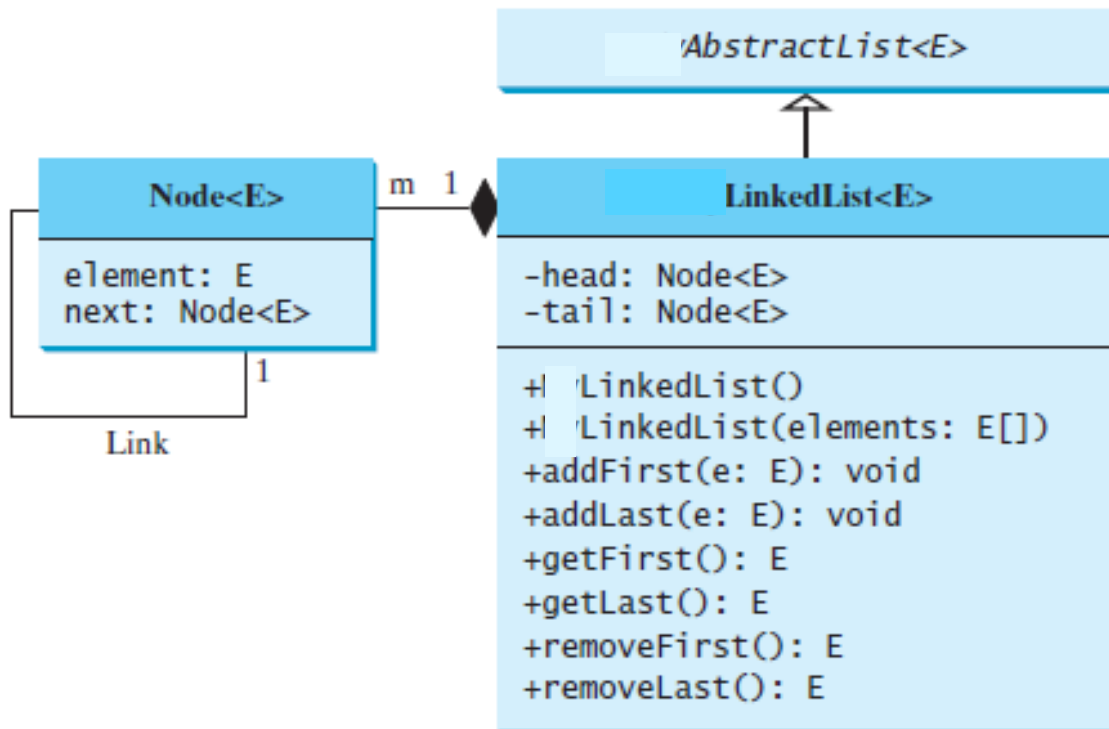 AbstractList<E>
Node<E>
m 1
LinkedList<E>
element: E
next: Node<E>
1
Link
-head: Node<E>
-tail: Node<E>
LinkedList()
LinkedList(elements: E[])
+addFirst(e: E): void
+addLast(e: E): void
+getFirst(): E
+getLast(): E
+removeFirst(): E
+removeLast(): E